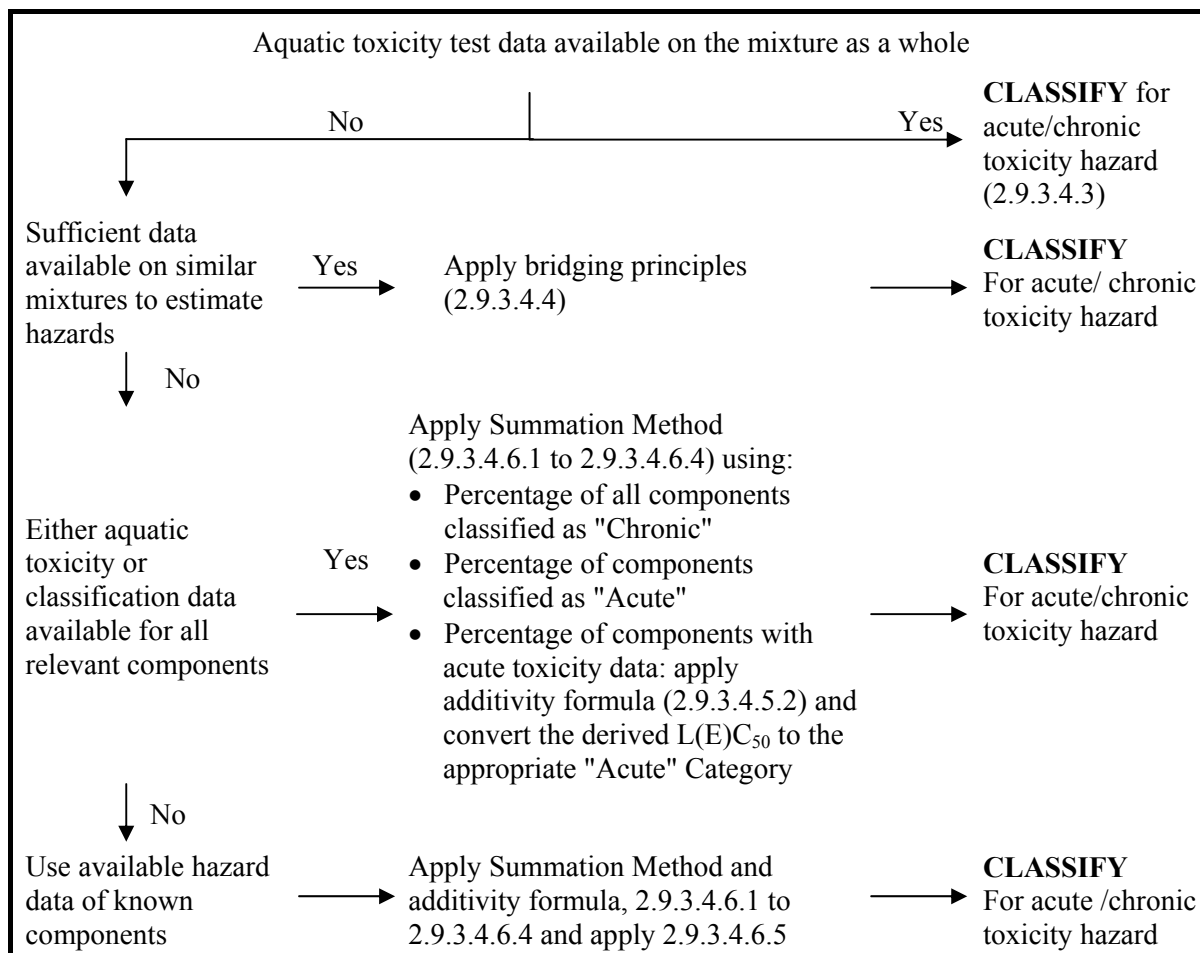 Aquatic toxicity test data available on the mixture as a whole
No
Yes
CLASSIFY for
acute/chronic
toxicity hazard
(2.9.3.4.3)
Sufficient data
available on similar
mixtures to estimate
hazards
Yes
Apply bridging principles
(2.9.3.4.4)
CLASSIFY
For acute/ chronic
toxicity hazard
No
Either aquatic
toxicity or
classification data
available for all
relevant components
Yes
Apply Summation Method
(2.9.3.4.6.1 to 2.9.3.4.6.4) using:
• Percentage of all components
classified as "Chronic"
• Percentage of components
classified as "Acute"
• Percentage of components with
acute toxicity data: apply
additivity formula (2.9.3.4.5.2) and
convert the derived L(E)C₅₀ to the
appropriate "Acute" Category
CLASSIFY
For acute/chronic
toxicity hazard
No
Use available hazard
data of known
components
Apply Summation Method and
additivity formula, 2.9.3.4.6.1 to
2.9.3.4.6.4 and apply 2.9.3.4.6.5
CLASSIFY
For acute /chronic
toxicity hazard